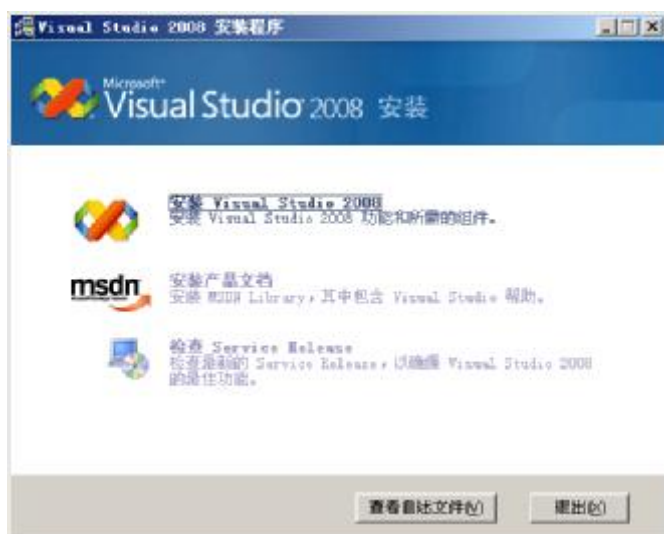 Visual Studio 2008 安装程序
Microsoft
Visual Studio 2008 安装
安装 Visual Studio 2008
安装 Visual Studio 2008 功能和所需的组件。
msdn
安装产品文档
安装 MSDN Library，其中包含 Visual Studio 帮助。
检查 Service Release
检查最新的 Service Release，以确保 Visual Studio 2008
的最佳功能。
查看自述文件(V)
退出(X)